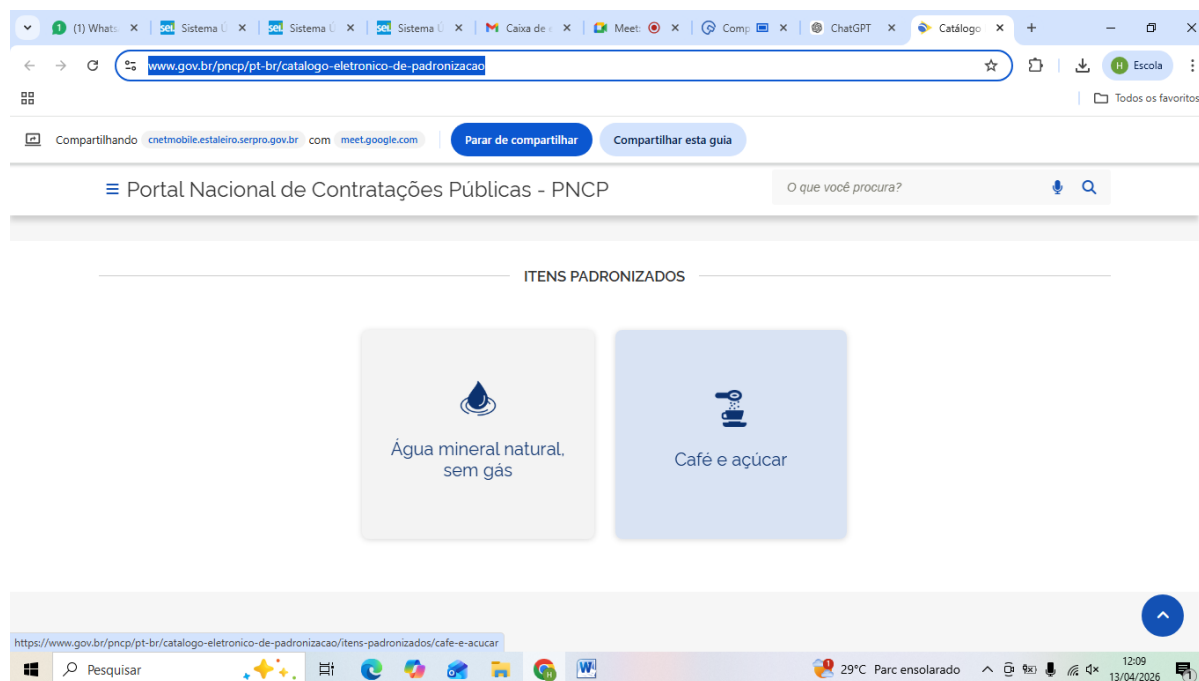 (1) Whats
Sistema Ú
Sistema Ú
Sistema Ú
Caixa de e
Meet:
Comp
ChatGPT
Catálogo
www.gov.br/pncp/pt-br/catalogo-eletronico-de-padronizacao
H Escola
Todos os favoritos
Compartilhando cnetmobile.estaleiro.serpro.gov.br com meet.google.com Parar de compartilhar Compartilhar esta guia
Portal Nacional de Contratações Públicas - PNCP
O que você procura?
ITENS PADRONIZADOS
Água mineral natural,
sem gás
Café e açúcar
https://www.gov.br/pncp/pt-br/catalogo-eletronico-de-padronizacao/itens-padronizados/cafe-e-acucar
Pesquisar
29°C Parc ensolarado
12:09
13/04/2026